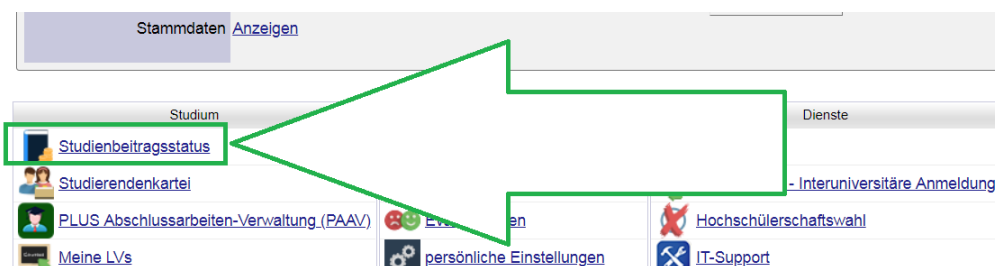 Stammdaten Anzeigen
Studium
Dienste
Studienbeitragsstatus
Studierendenkartei
- Interuniversitäre Anmeldung
PLUS Abschlussarbeiten-Verwaltung (PAAV)
Hochschülerschaftswahl
Meine LVs
persönliche Einstellungen
IT-Support